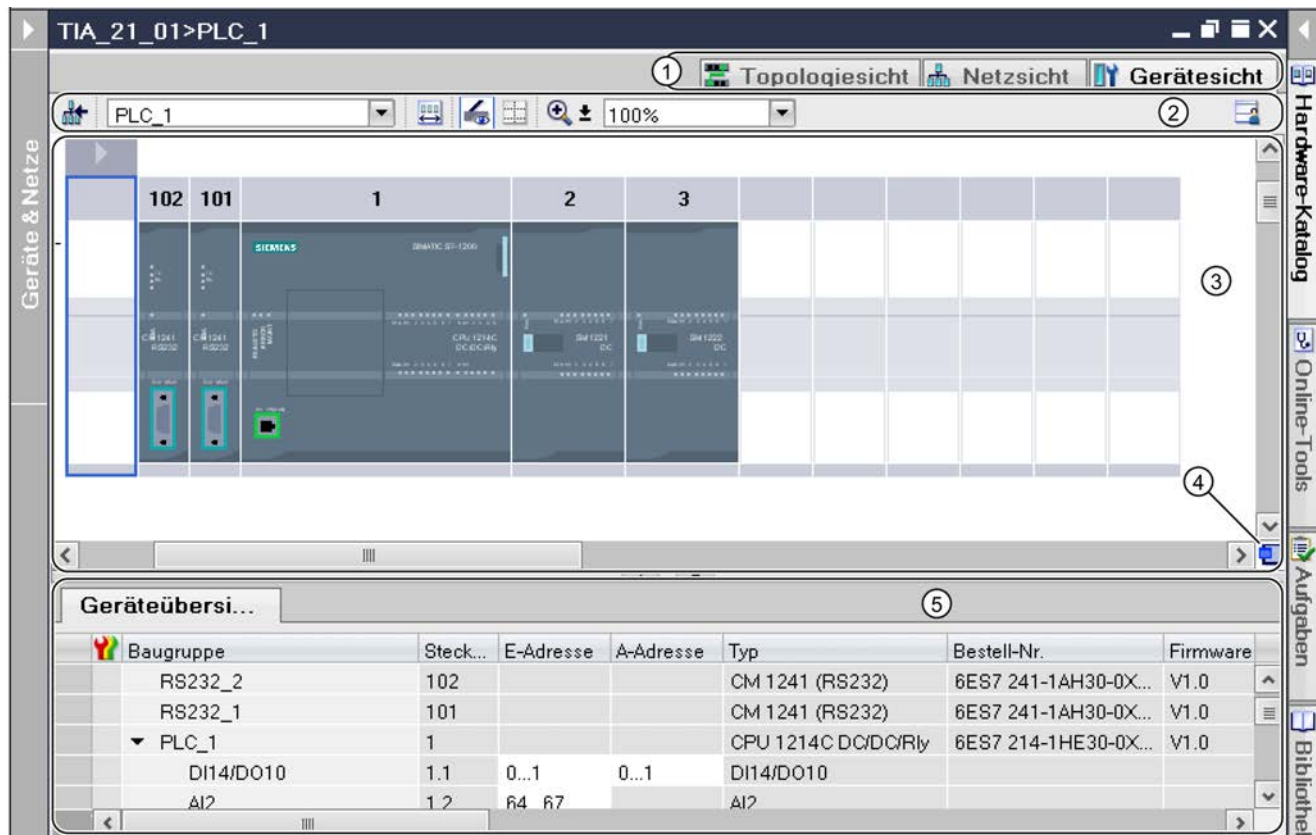 TIA_21_01>PLC_1
① Topologiesicht Netzsicht Gerätesicht
PLC_1 100% ②
Geräte & Netze
102 101 1 2 3
SIEMENS SIMATIC S7-1200
③
CPU 1214C
DC/DC/Rly
SM 1221
DC
SM 1222
DC
RS232
RS232
④
Geräteübersi... ⑤
Baugruppe Steck... E-Adresse A-Adresse Typ Bestell-Nr. Firmware
RS232_2 102 CM 1241 (RS232) 6ES7 241-1AH30-0X... V1.0
RS232_1 101 CM 1241 (RS232) 6ES7 241-1AH30-0X... V1.0
PLC_1 1 CPU 1214C DC/DC/Rly 6ES7 214-1HE30-0X... V1.0
DI14/DO10 1.1 0...1 0...1 DI14/DO10
AI2 1.2 64...67 AI2
Hardware-Katalog
Online-Tools
Aufgaben
Bibliothe